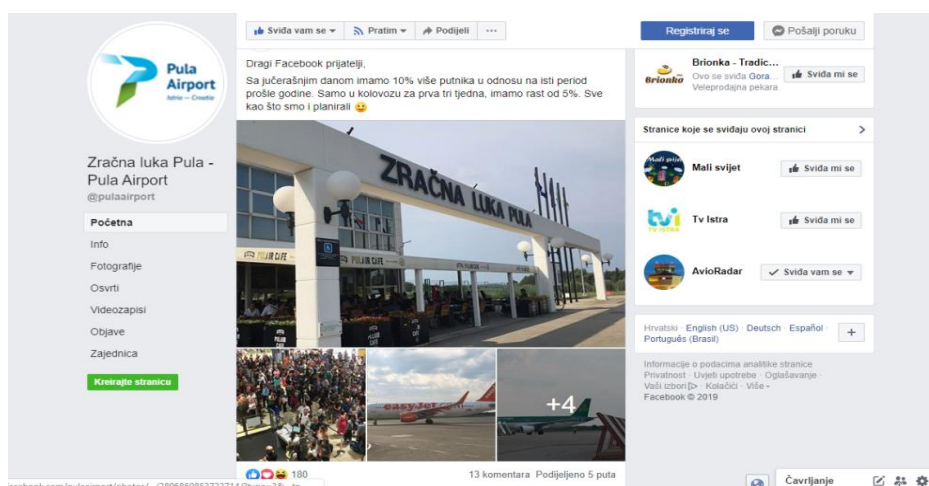 Pula
Airport
Istria – Croatia
Zračna luka Pula -
Pula Airport
@pulaairport
Početna
Info
Fotografije
Osvrti
Videozapisi
Objave
Zajednica
Kreirajte stranicu
Sviđa vam se Pratim Podijeli ...
Dragi Facebook prijatelji,
Sa jučerašnjim danom imamo 10% više putnika u odnosu na isti period
prošle godine. Samo u kolovozu za prva tri tjedna, imamo rast od 5%. Sve
kao što smo i planirali
ZRAČNA LUKA PULA
CAFE
easyJet
+4
180 13 komentara Podijeljeno 5 puta
Registriraj se Pošalji poruku
Brionka
Brionka - Tradic...
Ovo se sviđa Gora...
Veleprodajna pekara
Sviđa mi se
Stranice koje se sviđaju ovoj stranici
Mali svijet
Mali svijet Sviđa mi se
tvi
TV ISTRA
Tv Istra Sviđa mi se
AvioRadar Sviđa vam se
Hrvatski · English (US) · Deutsch · Español ·
Português (Brasil)
Informacije o podacima analitike stranice
Privatnost · Uvjeti upotrebe · Oglašavanje ·
Vaši izbori · Kolačići · Više
Facebook © 2019
Čavrljanje